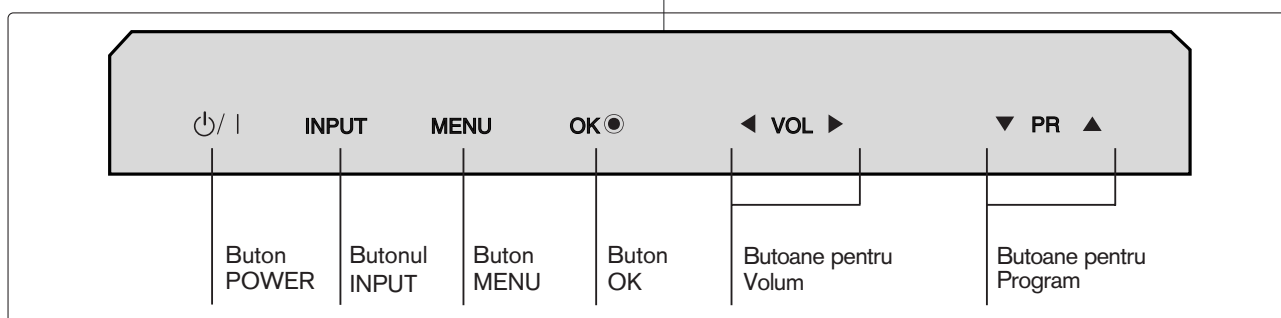 ⏻/ I INPUT MENU OK◉ ◀ VOL ▶ ▼ PR ▲
Buton
POWER
Butonul
INPUT
Buton
MENU
Buton
OK
Butoane pentru
Volum
Butoane pentru
Program